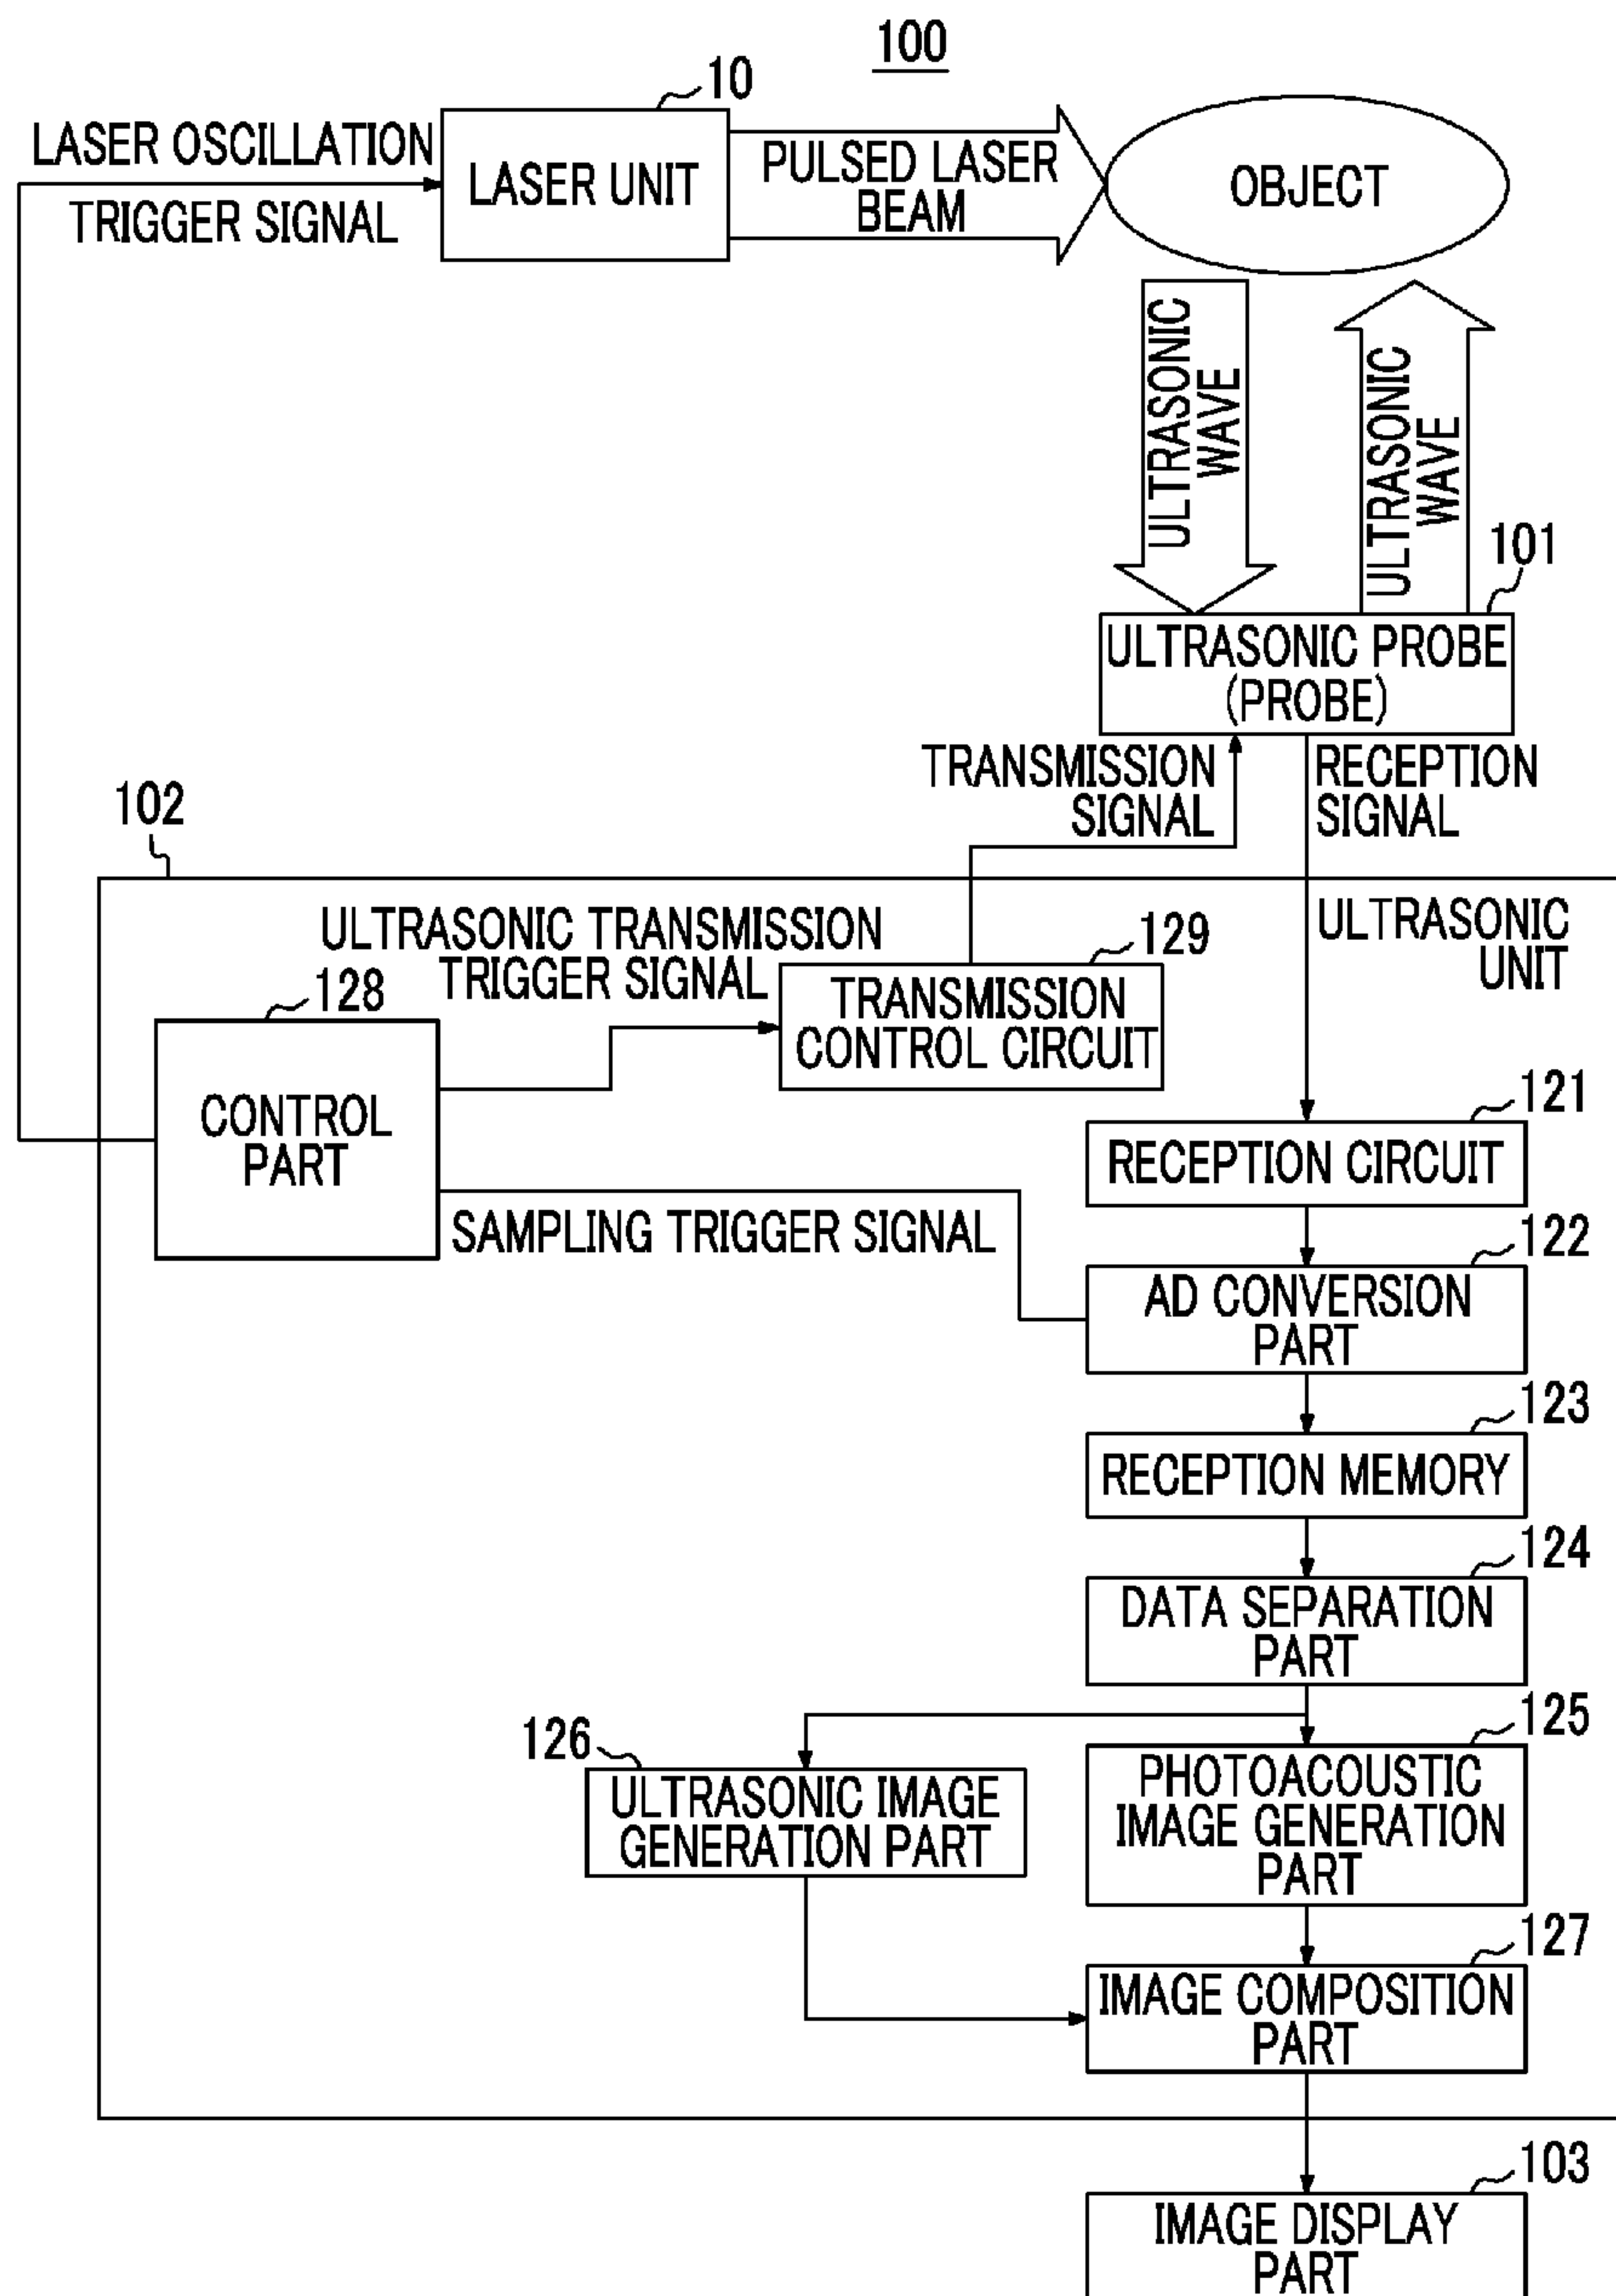 100
10
LASER OSCILLATION
TRIGGER SIGNAL
LASER UNIT
PULSED LASER
BEAM
OBJECT
ULTRASONIC
WAVE
ULTRASONIC
WAVE
101
ULTRASONIC PROBE
(PROBE)
TRANSMISSION
SIGNAL
RECEPTION
SIGNAL
102
ULTRASONIC
UNIT
ULTRASONIC TRANSMISSION
TRIGGER SIGNAL
129
TRANSMISSION
CONTROL CIRCUIT
128
CONTROL
PART
SAMPLING TRIGGER SIGNAL
121
RECEPTION CIRCUIT
122
AD CONVERSION
PART
123
RECEPTION MEMORY
124
DATA SEPARATION
PART
126
ULTRASONIC IMAGE
GENERATION PART
125
PHOTOACOUSTIC
IMAGE GENERATION
PART
127
IMAGE COMPOSITION
PART
103
IMAGE DISPLAY
PART